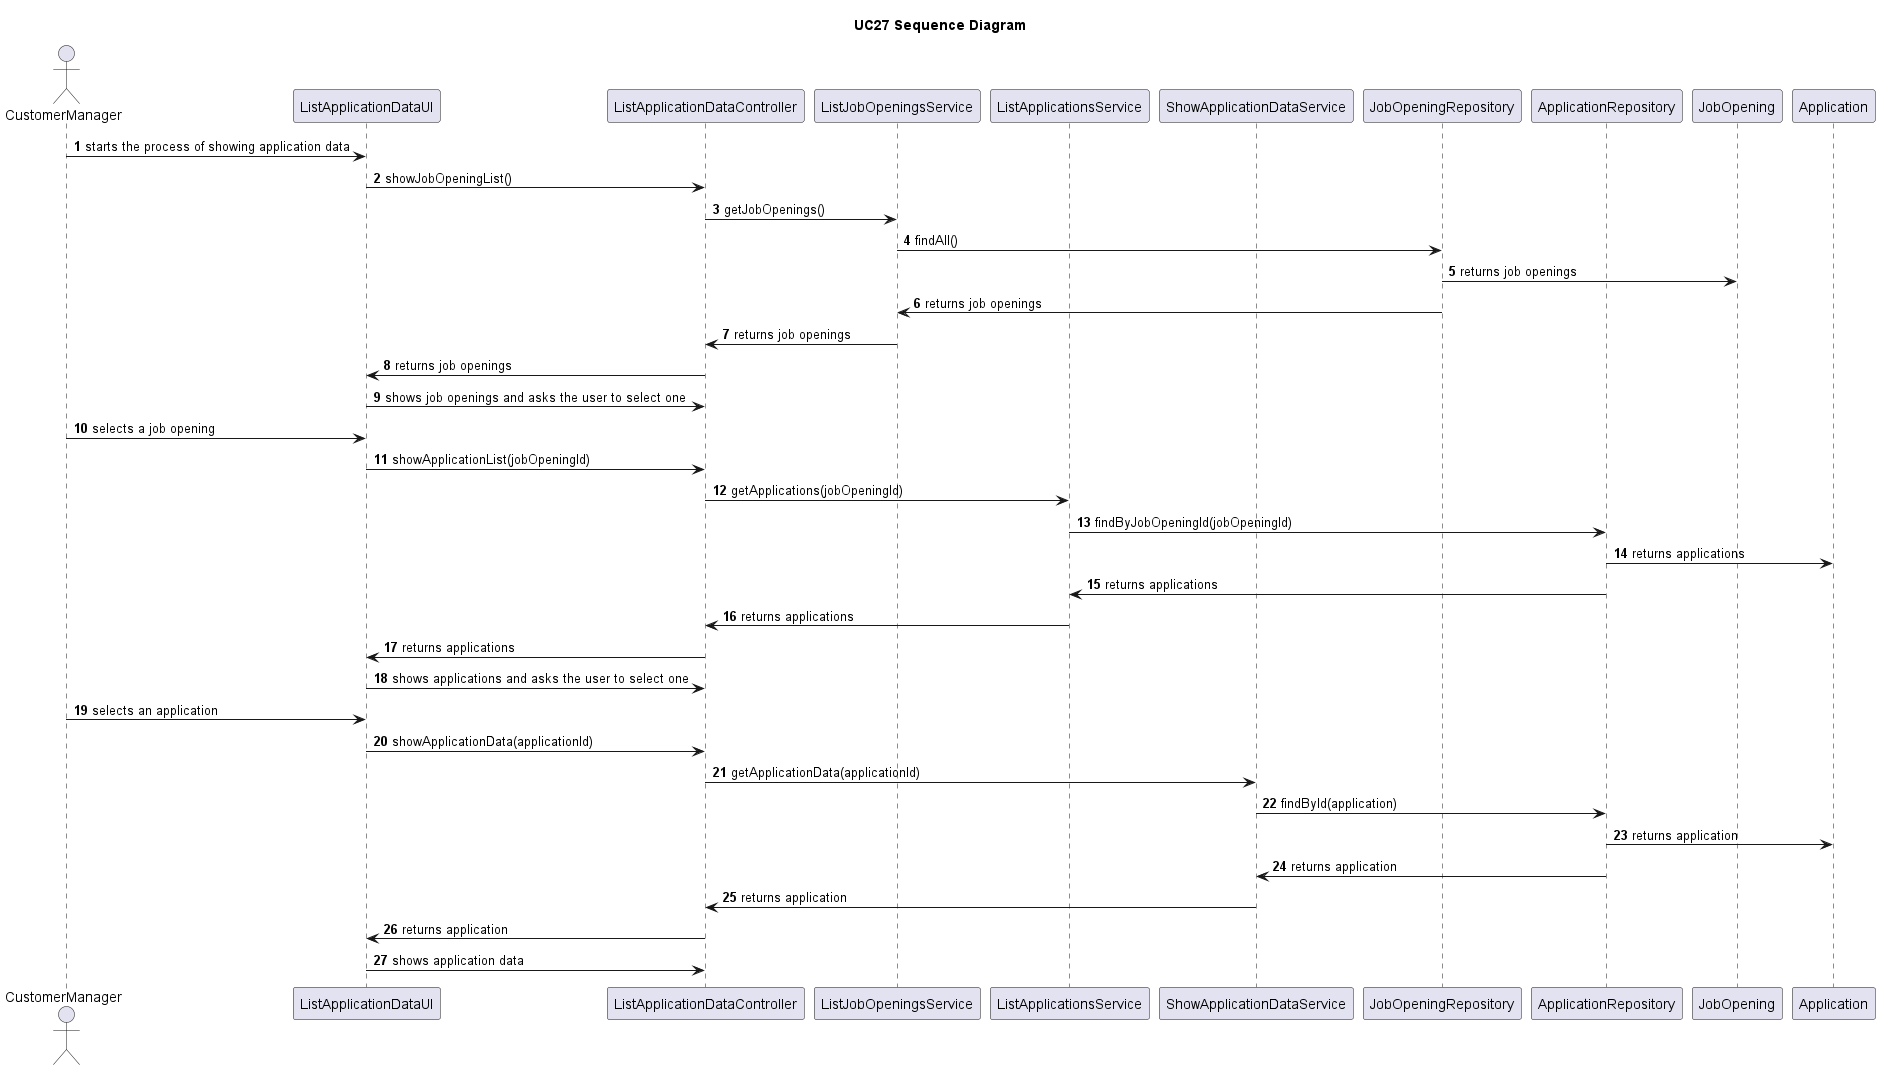 UC27 Sequence Diagram
CustomerManager
ListApplicationDataUI
ListApplicationDataController
ListJobOpeningsService
ListApplicationsService
ShowApplicationDataService
JobOpeningRepository
ApplicationRepository
JobOpening
Application
1 starts the process of showing application data
2 showJobOpeningList()
3 getJobOpenings()
4 findAll()
5 returns job openings
6 returns job openings
7 returns job openings
8 returns job openings
9 shows job openings and asks the user to select one
10 selects a job opening
11 showApplicationList(jobOpeningId)
12 getApplications(jobOpeningId)
13 findByJobOpeningId(jobOpeningId)
14 returns applications
15 returns applications
16 returns applications
17 returns applications
18 shows applications and asks the user to select one
19 selects an application
20 showApplicationData(applicationId)
21 getApplicationData(applicationId)
22 findById(application)
23 returns application
24 returns application
25 returns application
26 returns application
27 shows application data
CustomerManager
ListApplicationDataUI
ListApplicationDataController
ListJobOpeningsService
ListApplicationsService
ShowApplicationDataService
JobOpeningRepository
ApplicationRepository
JobOpening
Application